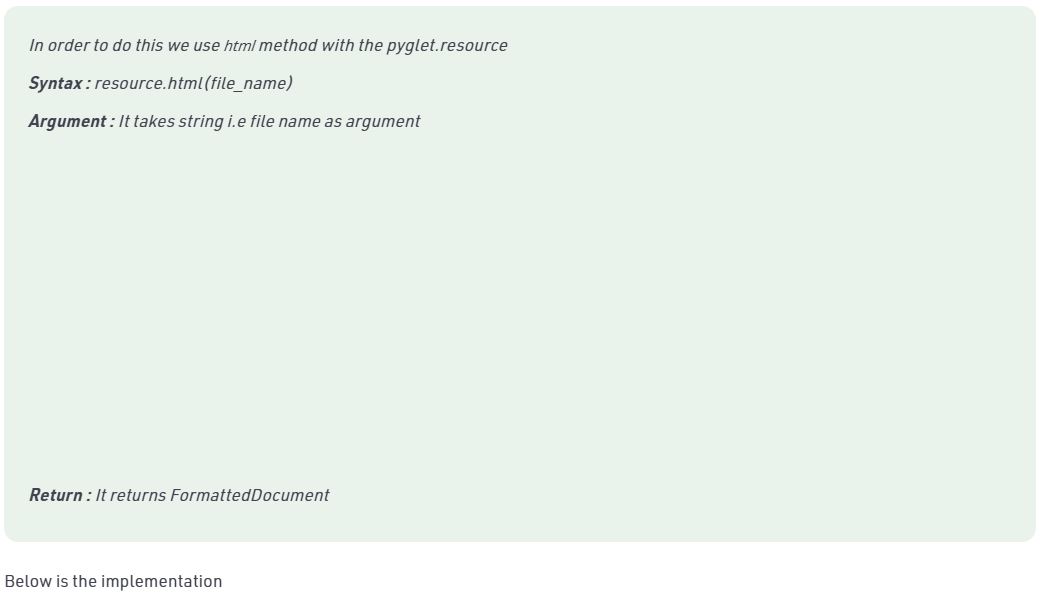 In order to do this we use html method with the pyglet.resource
Syntax : resource.html(file_name)
Argument : It takes string i.e file name as argument
Return : It returns FormattedDocument
Below is the implementation